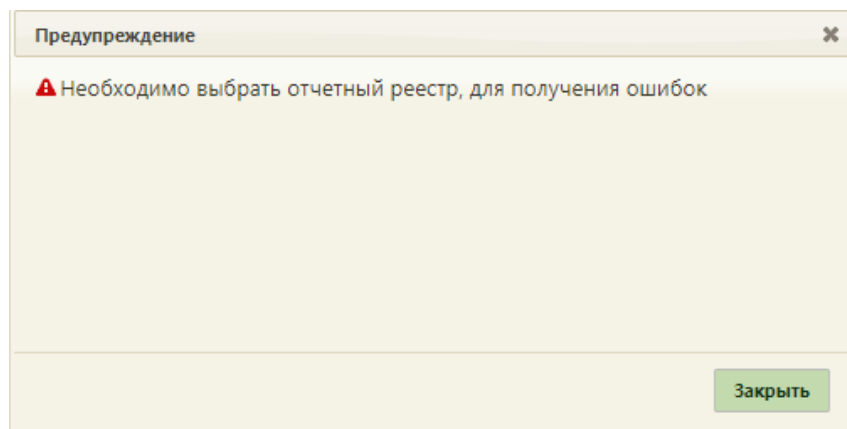 Предупреждение
Необходимо выбрать отчетный реестр, для получения ошибок
Закрыть